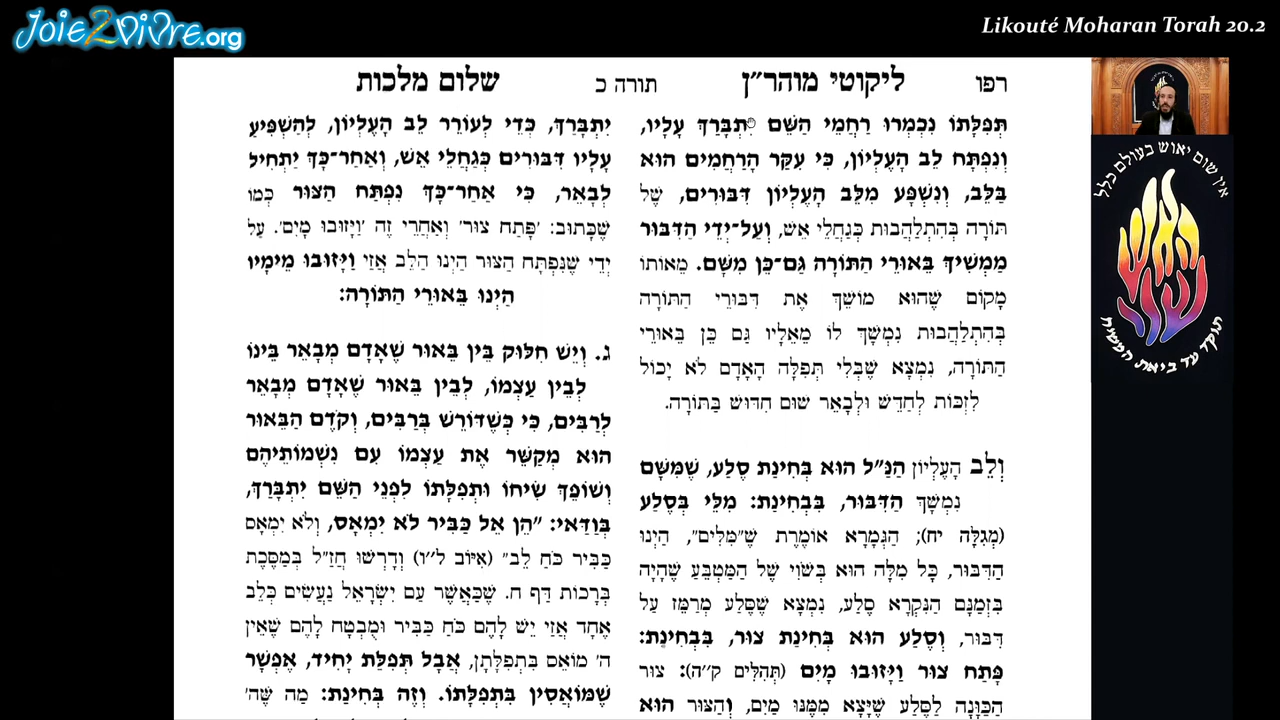 Joie2vivre.org
Likouté Moharan Torah 20.2
רפו
ליקוטי מוהר״ן
תורה כ
שלום מלכות
תְּפִלָּתוֹ נִכְמְרוּ רַחֲמֵי הַשֵּׁם יִתְבָּרַךְ עָלָיו,
וְנִפְתָּח לֵב הָעֶלְיוֹן, כִּי עִקַּר הָרַחֲמִים הוּא
בַּלֵּב, וְנִשְׁפָּע מִלֵּב הָעֶלְיוֹן דִּבּוּרִים, שֶׁל
תּוֹרָה בְּהִתְלַהֲבוּת כְּגַחֲלֵי אֵשׁ, וְעַל־יְדֵי הַדִּבּוּר
מַמְשִׁיךְ בֵּאוּרֵי הַתּוֹרָה גַּם־כֵּן מִשָּׁם. מֵאוֹתוֹ
מָקוֹם שֶׁהוּא מוֹשֵׁךְ אֶת דִּבּוּרֵי הַתּוֹרָה
בְּהִתְלַהֲבוּת נִמְשָׁךְ לוֹ מֵאֵלָיו גַּם כֵּן בֵּאוּרֵי
הַתּוֹרָה, נִמְצָא שֶׁבְּלִי תְּפִלָּה הָאָדָם לֹא יָכוֹל
לִזְכּוֹת לְחַדֵּשׁ וּלְבָאֵר שׁוּם חִדּוּשׁ בַּתּוֹרָה.
וְלֵב הָעֶלְיוֹן הַנַּ״ל הוּא בְּחִינַת סֶלַע, שֶׁמִּשָּׁם
נִמְשָׁךְ הַדִּבּוּר, בִּבְחִינַת: מִלֵּי בְּסֶלַע
(מְגִלָּה יח); הַגְּמָרָא אוֹמֶרֶת שֶׁ״מִּלִּים״, הַיְנוּ
הַדִּבּוּר, כָּל מִלָּה הוּא בְּשֹׁוִי שֶׁל הַמַּטְבֵּעַ שֶׁהָיָה
בִּזְמַנָּם הַנִּקְרָא סֶלַע, נִמְצָא שֶׁסֶּלַע מְרַמֵּז עַל
דִּבּוּר, וְסֶלַע הוּא בְּחִינַת צוּר, בִּבְחִינַת:
פָּתַח צוּר וַיָּזוּבוּ מָיִם (תְּהִלִּים ק״ה): צוּר
הַכַּוָּנָה לַסֶּלַע שֶׁיָּצָא מִמֶּנּוּ מַיִם, וְהַצּוּר הוּא
יִתְבָּרַךְ, כְּדֵי לְעוֹרֵר לֵב הָעֶלְיוֹן, לְהַשְׁפִּיעַ
עָלָיו דִּבּוּרִים כְּגַחֲלֵי אֵשׁ, וְאַחַר־כָּךְ יַתְחִיל
לְבָאֵר, כִּי אַחַר־כָּךְ נִפְתָּח הַצּוּר כְּמוֹ
שֶׁכָּתוּב: ׳פָּתַח צוּר׳ וְאַחֲרֵי זֶה ׳וַיָּזוּבוּ מַיִם׳. עַל
יְדֵי שֶׁנִּפְתָּח הַצּוּר הַיְנוּ הַלֵּב אֲזַי וַיָּזוּבוּ מֵימָיו
הַיְנוּ בֵּאוּרֵי הַתּוֹרָה:
ג. וְיֵשׁ חִלּוּק בֵּין בֵּאוּר שֶׁאָדָם מְבָאֵר בֵּינוֹ
לְבֵין עַצְמוֹ, לְבֵין בֵּאוּר שֶׁאָדָם מְבָאֵר
לְרַבִּים, כִּי כְּשֶׁדּוֹרֵשׁ בְּרַבִּים, וְקֹדֶם הַבֵּאוּר
הוּא מְקַשֵּׁר אֶת עַצְמוֹ עִם נִשְׁמוֹתֵיהֶם
וְשׁוֹפֵךְ שִׂיחוֹ וּתְפִלָּתוֹ לִפְנֵי הַשֵּׁם יִתְבָּרַךְ,
בְּוַדַּאי: ״הֶן אֵל כַּבִּיר לֹא יִמְאָס, וְלֹא יִמְאָס
כַּבִּיר כֹּחַ לֵב״ (אִיּוֹב ל״ו) וְדָרְשׁוּ חֲזַ״ל בְּמַסֶּכֶת
בְּרָכוֹת דַּף ח. שֶׁכַּאֲשֶׁר עַם יִשְׂרָאֵל נַעֲשִׂים כְּלֵב
אֶחָד אֲזַי יֵשׁ לָהֶם כֹּחַ כַּבִּיר וּמֻבְטָח לָהֶם שֶׁאֵין
ה׳ מוֹאֵס בִּתְפִלָּתָן, אֲבָל תְּפִלַּת יָחִיד, אֶפְשָׁר
שֶׁמּוֹאֲסִין בִּתְפִלָּתוֹ. וְזֶה בְּחִינַת: מַה שֶּׁה׳
אין שום יאוש בעולם כלל
תוקד עד ביאת המשיח